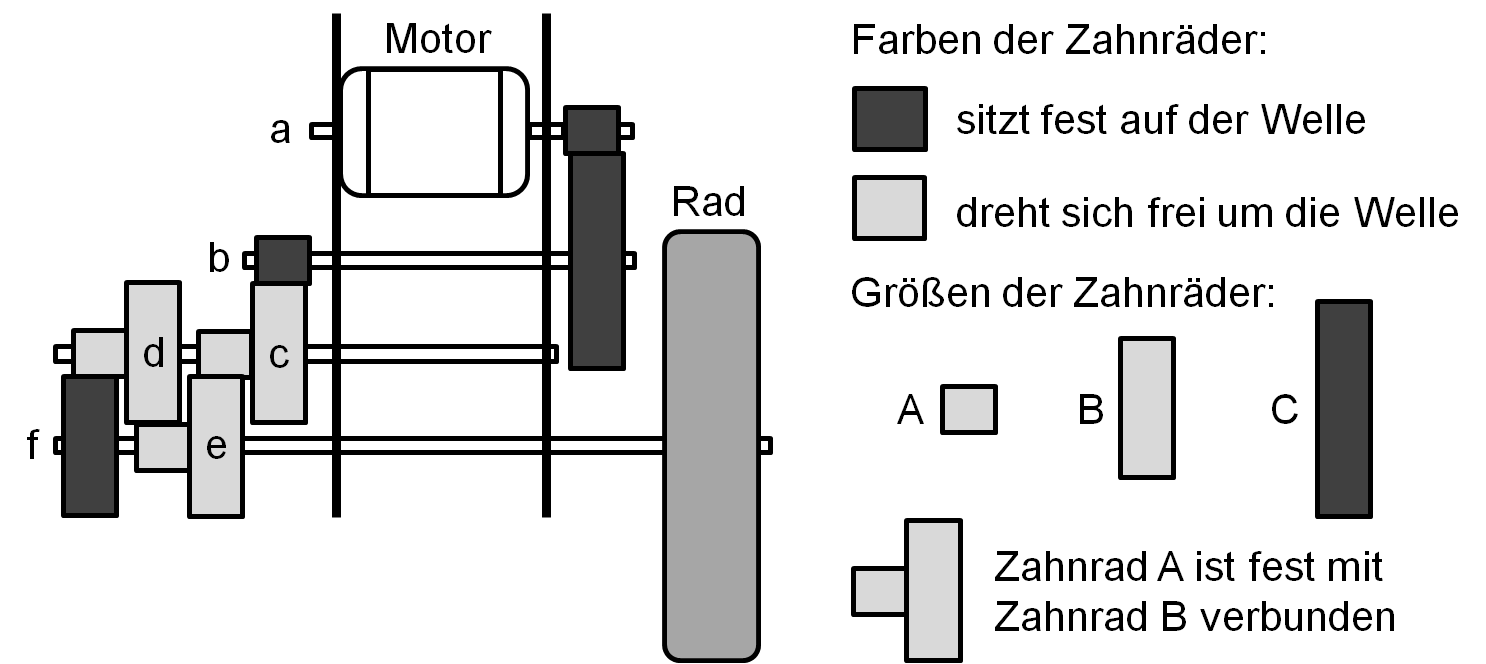 Motor
a
Rad
b
d
c
f
e
Farben der Zahnräder:
sitzt fest auf der Welle
dreht sich frei um die Welle
Größen der Zahnräder:
A
B
C
Zahnrad A ist fest mit
Zahnrad B verbunden